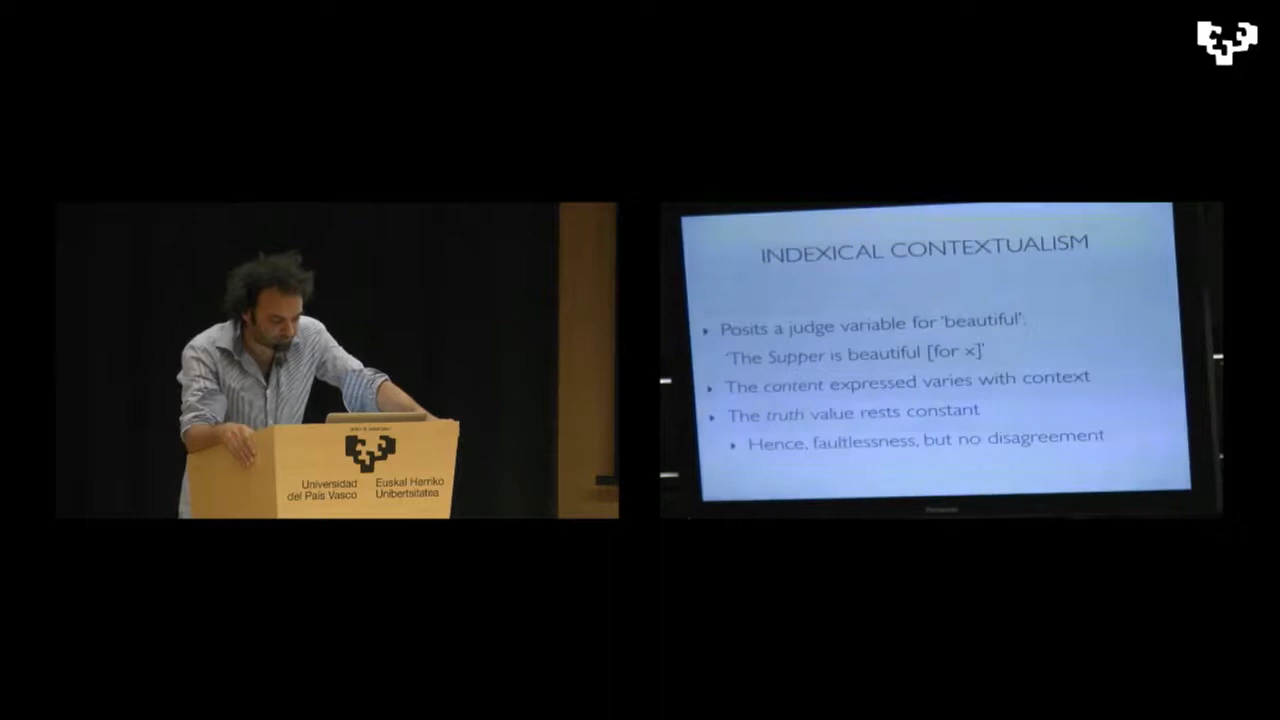 INDEXICAL CONTEXTUALISM
Posits a judge variable for 'beautiful':
'The Supper is beautiful [for x]'
The content expressed varies with context
The truth value rests constant
Hence, faultlessness, but no disagreement
Universidad
del País Vasco
Euskal Herriko
Unibertsitatea
Panasonic